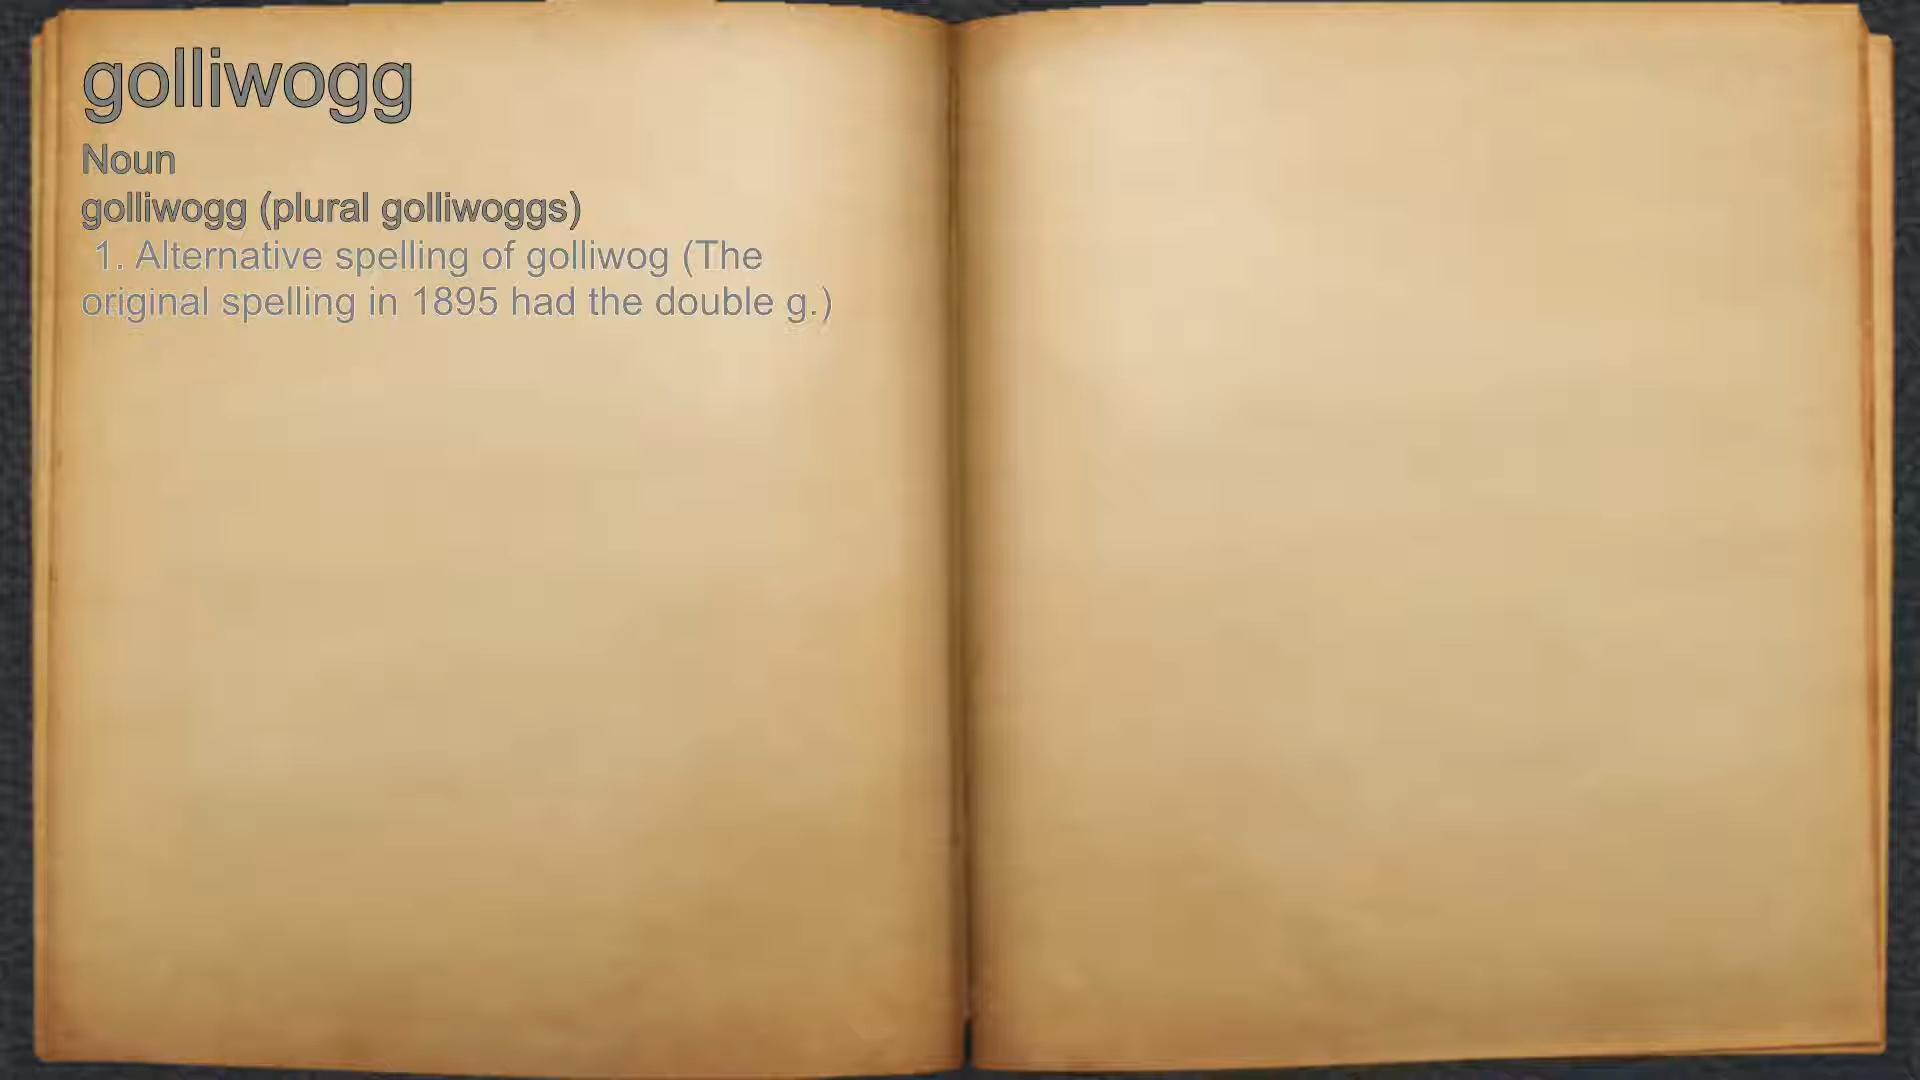 golliwogg
Noun
golliwogg (plural golliwoggs)
1. Alternative spelling of golliwog (The
original spelling in 1895 had the double g.)